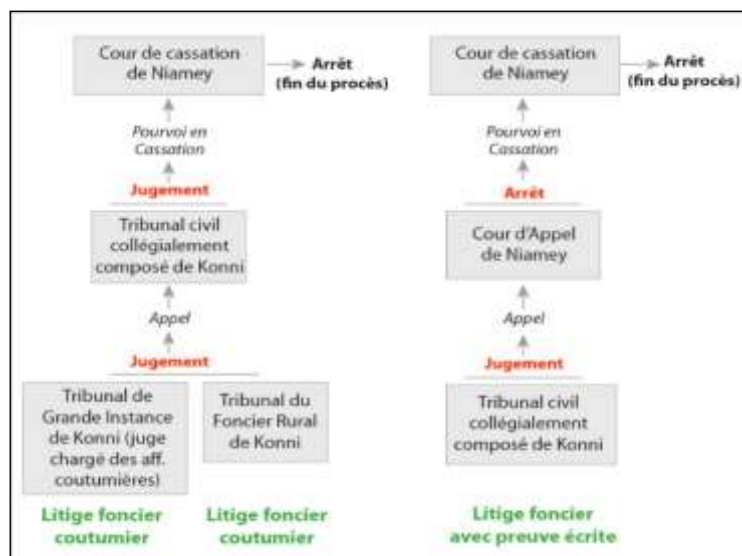 Cour de cassation
de Niamey
Arrêt
(fin du procès)
Pourvoi en
Cassation
Jugement
Tribunal civil
collégialement
composé de Konni
Appel
Jugement
Tribunal de
Grande Instance
de Konni (juge
chargé des aff.
coutumières)
Litige foncier
coutumier
Tribunal du
Foncier Rural
de Konni
Litige foncier
coutumier
Cour de cassation
de Niamey
Arrêt
(fin du procès)
Pourvoi en
Cassation
Arrêt
Cour d'Appel
de Niamey
Appel
Jugement
Tribunal civil
collégialement
composé de Konni
Litige foncier
avec preuve écrite